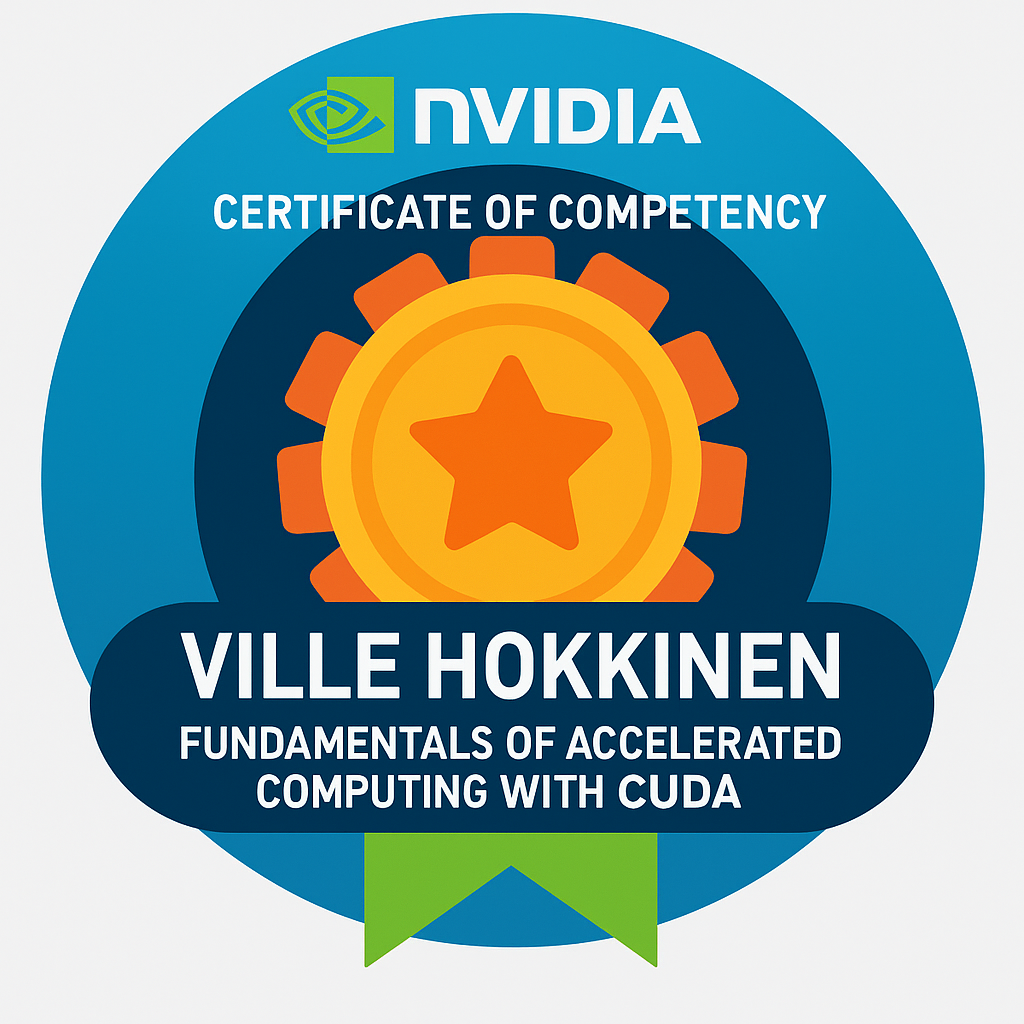 NVIDIA
CERTIFICATE OF COMPETENCY
VILLE HOKKINEN
FUNDAMENTALS OF ACCELERATED
COMPUTING WITH CUDA